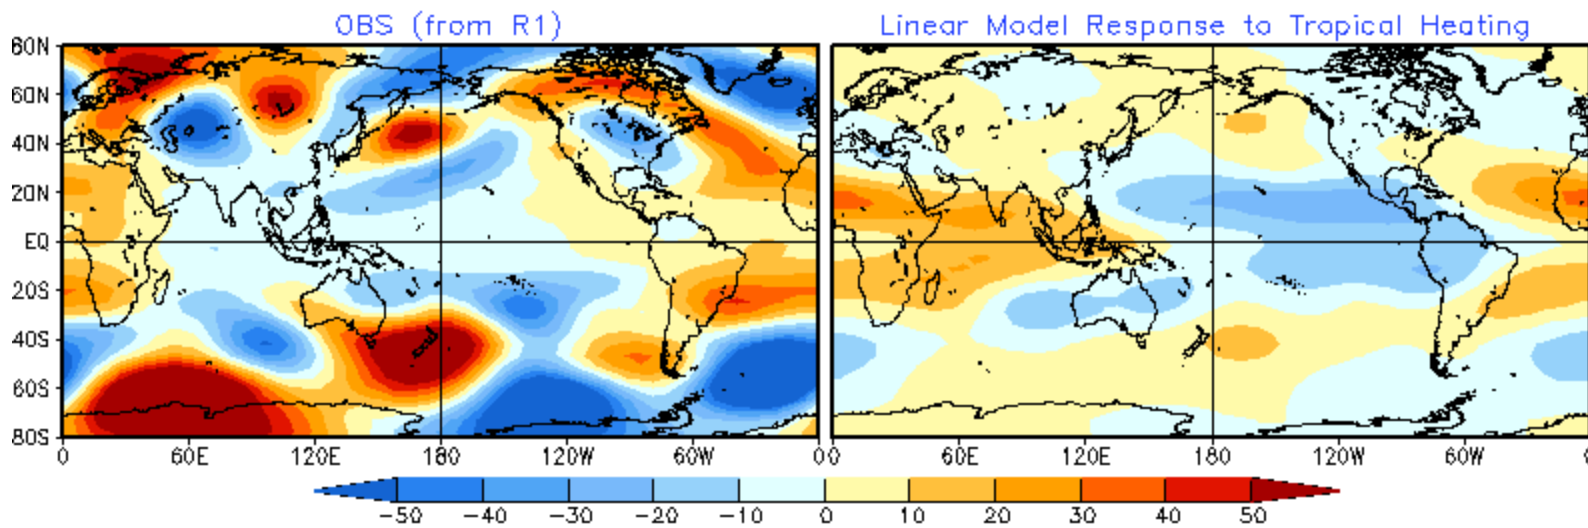 OBS (from R1)
Linear Model Response to Tropical Heating
80N
60N
40N
20N
EQ
20S
40S
60S
80S
0 60E 120E 180 120W 60W 0
0 60E 120E 180 120W 60W 0
-50 -40 -30 -20 -10 0 10 20 30 40 50